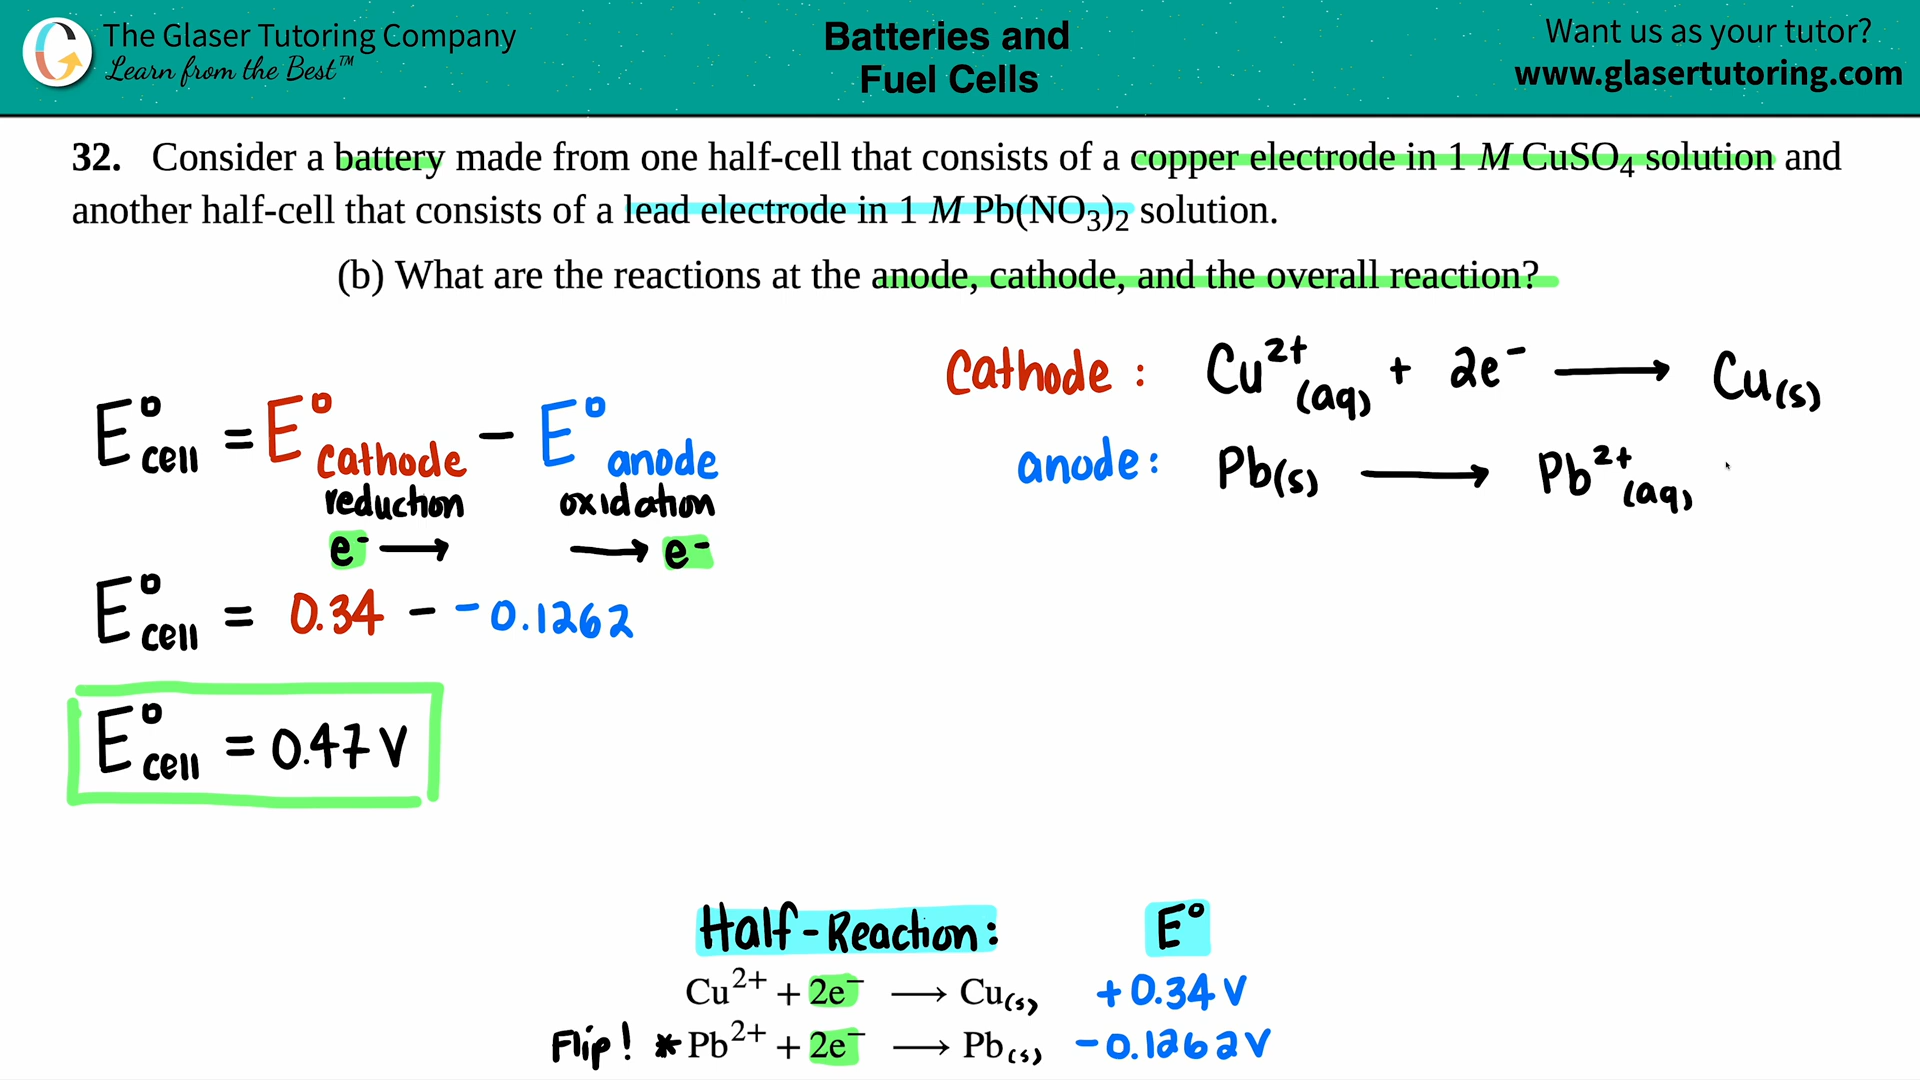 The Glaser Tutoring Company
Learn from the Best™
Batteries and
Fuel Cells
Want us as your tutor?
www.glasertutoring.com
32. Consider a battery made from one half-cell that consists of a copper electrode in 1 M CuSO₄ solution and
another half-cell that consists of a lead electrode in 1 M Pb(NO₃)₂ solution.
(b) What are the reactions at the anode, cathode, and the overall reaction?
Cathode: Cu²⁺(aq) + 2e⁻ ⟶ Cu(s)
anode: Pb(s) ⟶ Pb²⁺(aq)
E°cell = E°cathode − E°anode
reduction oxidation
e⁻ ⟶ ⟶ e⁻
E°cell = 0.34 − -0.1262
E°cell = 0.47 V
Half-Reaction: E°
Cu²⁺ + 2e⁻ ⟶ Cu(s) +0.34 V
Flip! *Pb²⁺ + 2e⁻ ⟶ Pb(s) -0.1262 V